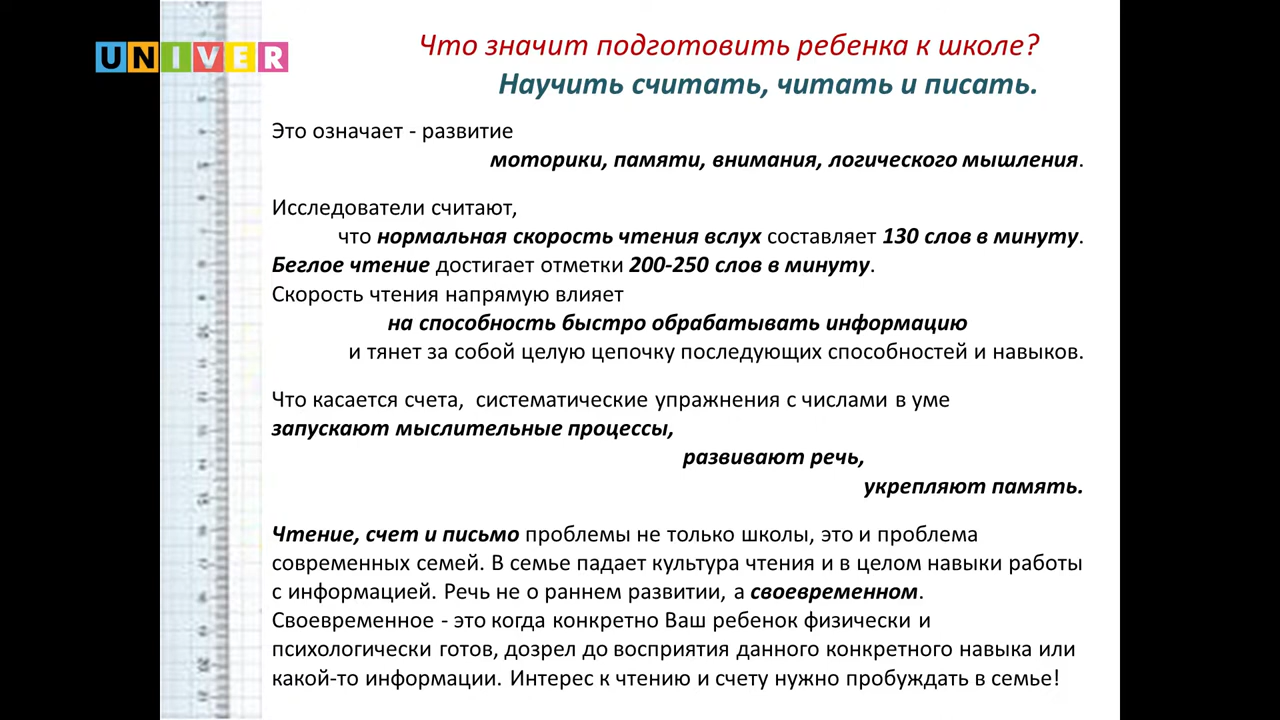 UNIVER
Что значит подготовить ребенка к школе?
Научить считать, читать и писать.
Это означает - развитие
моторики, памяти, внимания, логического мышления.
Исследователи считают,
что нормальная скорость чтения вслух составляет 130 слов в минуту.
Беглое чтение достигает отметки 200-250 слов в минуту.
Скорость чтения напрямую влияет
на способность быстро обрабатывать информацию
и тянет за собой целую цепочку последующих способностей и навыков.
Что касается счета, систематические упражнения с числами в уме
запускают мыслительные процессы,
развивают речь,
укрепляют память.
Чтение, счет и письмо проблемы не только школы, это и проблема
современных семей. В семье падает культура чтения и в целом навыки работы
с информацией. Речь не о раннем развитии, а своевременном.
Своевременное - это когда конкретно Ваш ребенок физически и
психологически готов, дозрел до восприятия данного конкретного навыка или
какой-то информации. Интерес к чтению и счету нужно пробуждать в семье!